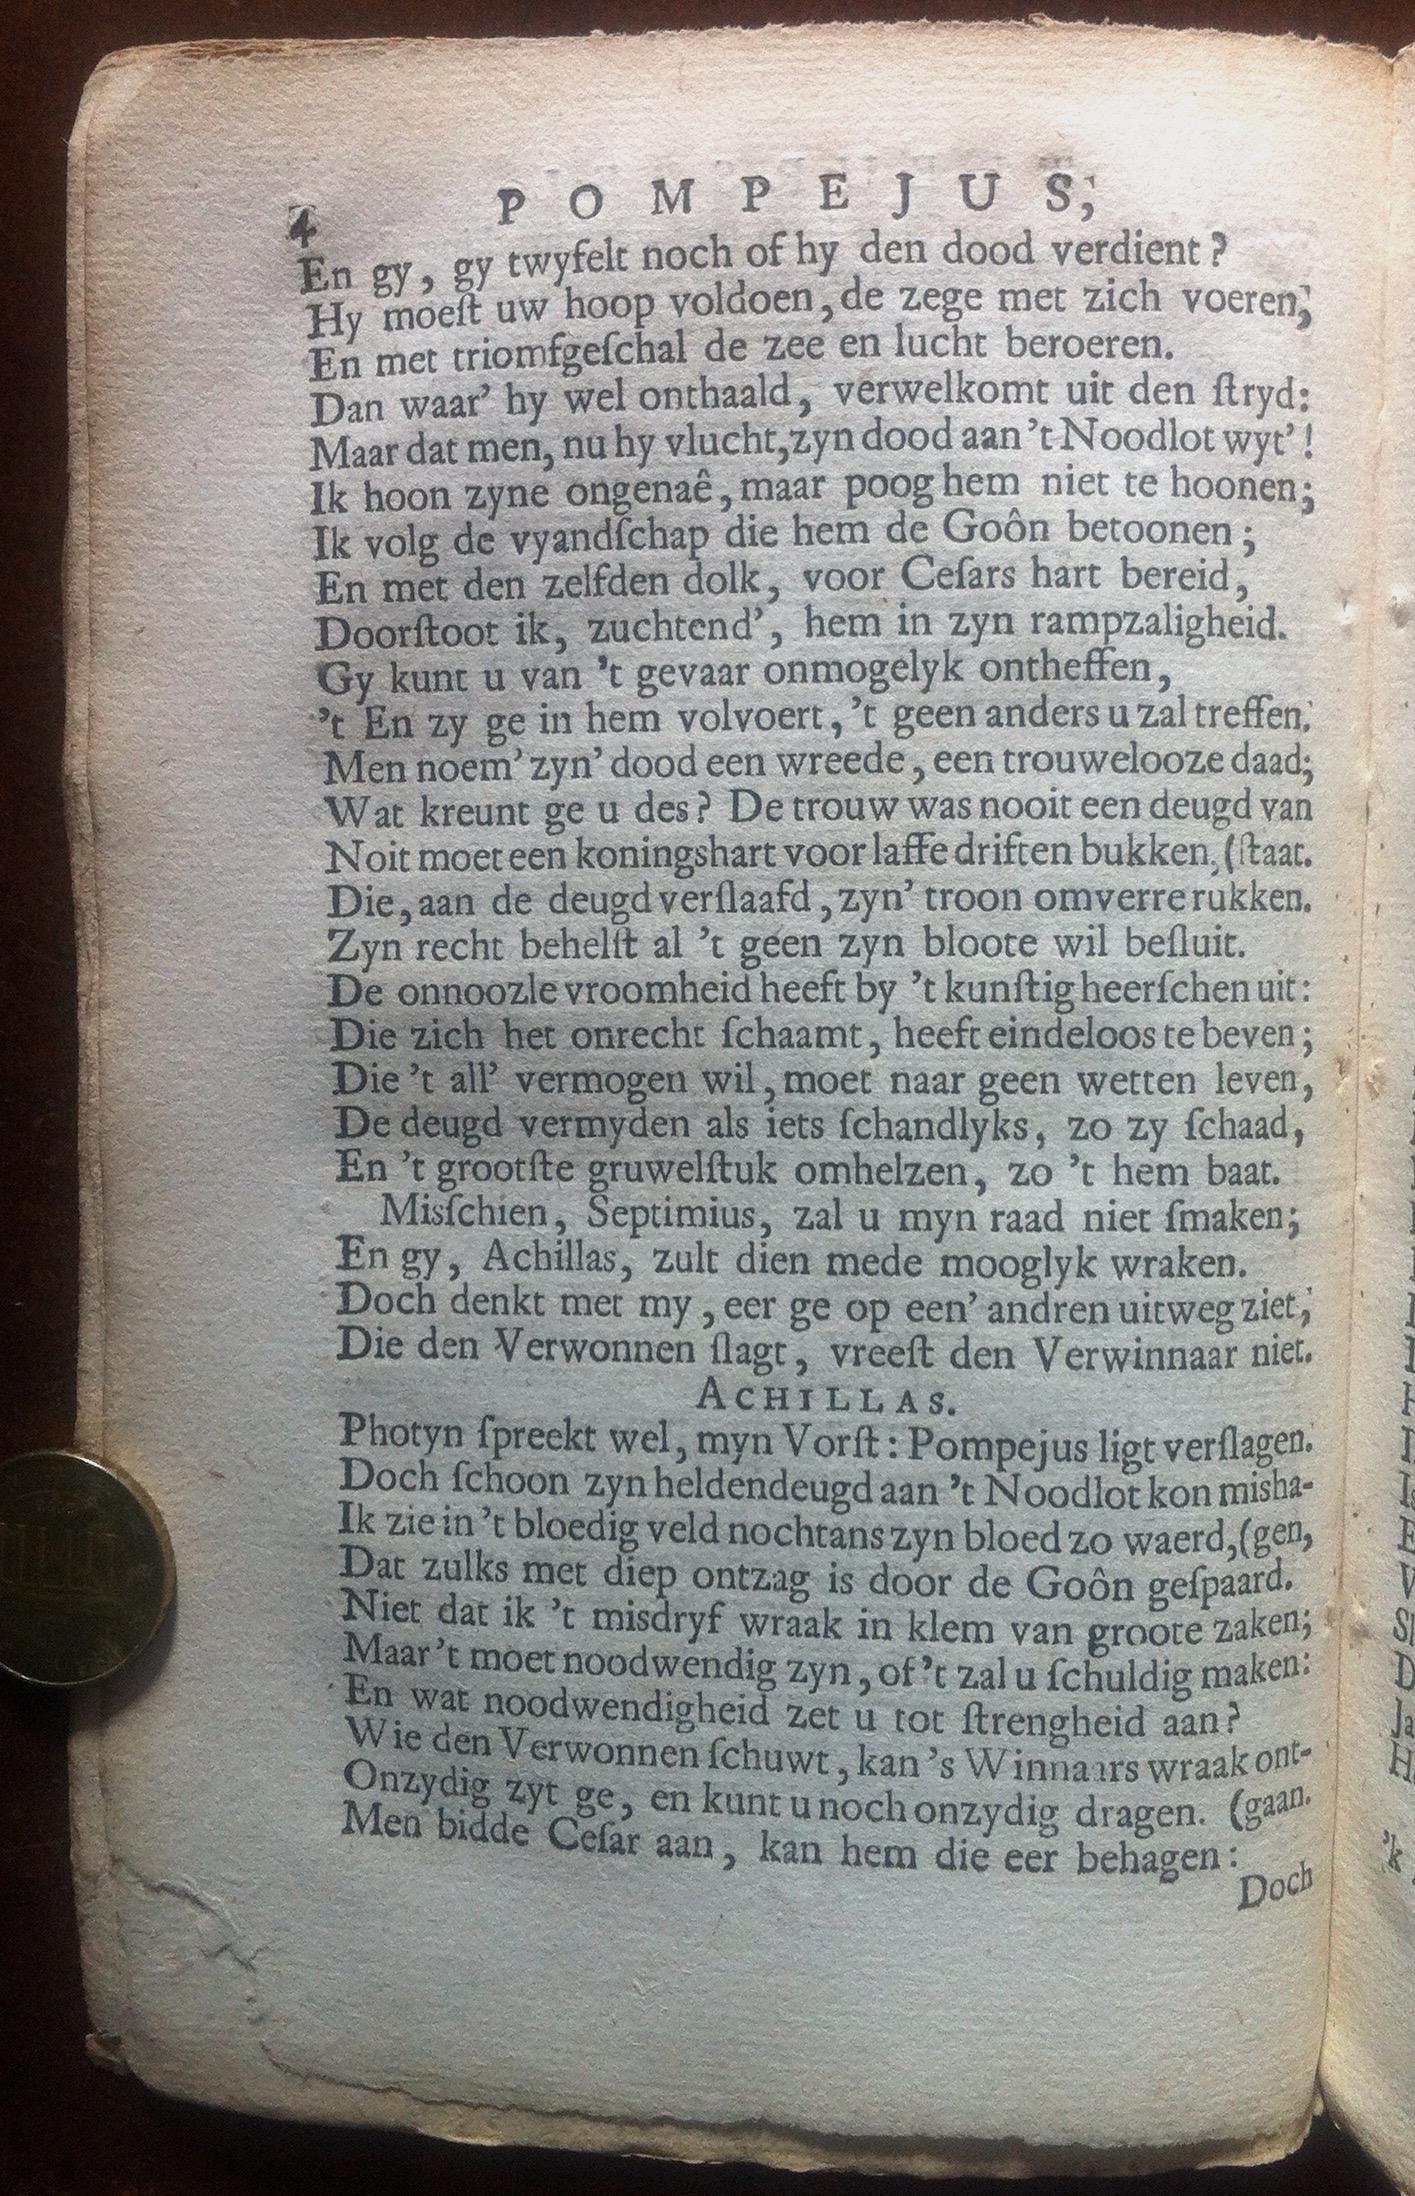 4 POMPEJUS,
En gy, gy twyfelt noch of hy den dood verdient?
Hy moeſt uw hoop voldoen, de zege met zich voeren,
En met triomfgeſchal de zee en lucht beroeren.
Dan waar' hy wel onthaald, verwelkomt uit den ſtryd:
Maar dat men, nu hy vlucht, zyn dood aan 't Noodlot wyt'!
Ik hoon zyne ongenaê, maar poog hem niet te hoonen;
Ik volg de vyandſchap die hem de Goôn betoonen;
En met den zelfden dolk, voor Ceſars hart bereid,
Doorſtoot ik, zuchtend', hem in zyn rampzaligheid.
Gy kunt u van 't gevaar onmogelyk ontheffen,
't En zy ge in hem volvoert, 't geen anders u zal treffen.
Men noem' zyn' dood een wreede, een trouwelooze daad;
Wat kreunt ge u des? De trouw was nooit een deugd van
Noit moet een koningshart voor laffe driften bukken, (ſtaat.
Die, aan de deugd verſlaafd, zyn' troon omverre rukken.
Zyn recht behelſt al 't geen zyn bloote wil beſluit.
De onnoozle vroomheid heeft by 't kunſtig heerſchen uit:
Die zich het onrecht ſchaamt, heeft eindeloos te beven;
Die 't all' vermogen wil, moet naar geen wetten leven,
De deugd vermyden als iets ſchandlyks, zo zy ſchaad,
En 't grootſte gruwelſtuk omhelzen, zo 't hem baat.
Misſchien, Septimius, zal u myn raad niet ſmaken;
En gy, Achillas, zult dien mede mooglyk wraken.
Doch denkt met my, eer ge op een' andren uitweg ziet,
Die den Verwonnen ſlagt, vreeſt den Verwinnaar niet.
ACHILLAS.
Photyn ſpreekt wel, myn Vorſt: Pompejus ligt verſlagen.
Doch ſchoon zyn heldendeugd aan 't Noodlot kon misha-
Ik zie in 't bloedig veld nochtans zyn bloed zo waerd, (gen,
Dat zulks met diep ontzag is door de Goôn geſpaard.
Niet dat ik 't misdryf wraak in klem van groote zaken;
Maar 't moet noodwendig zyn, of 't zal u ſchuldig maken:
En wat noodwendigheid zet u tot ſtrengheid aan?
Wie den Verwonnen ſchuwt, kan 's Winnaars wraak ont-
Onzydig zyt ge, en kunt u noch onzydig dragen. (gaan.
Men bidde Ceſar aan, kan hem die eer behagen:
Doch